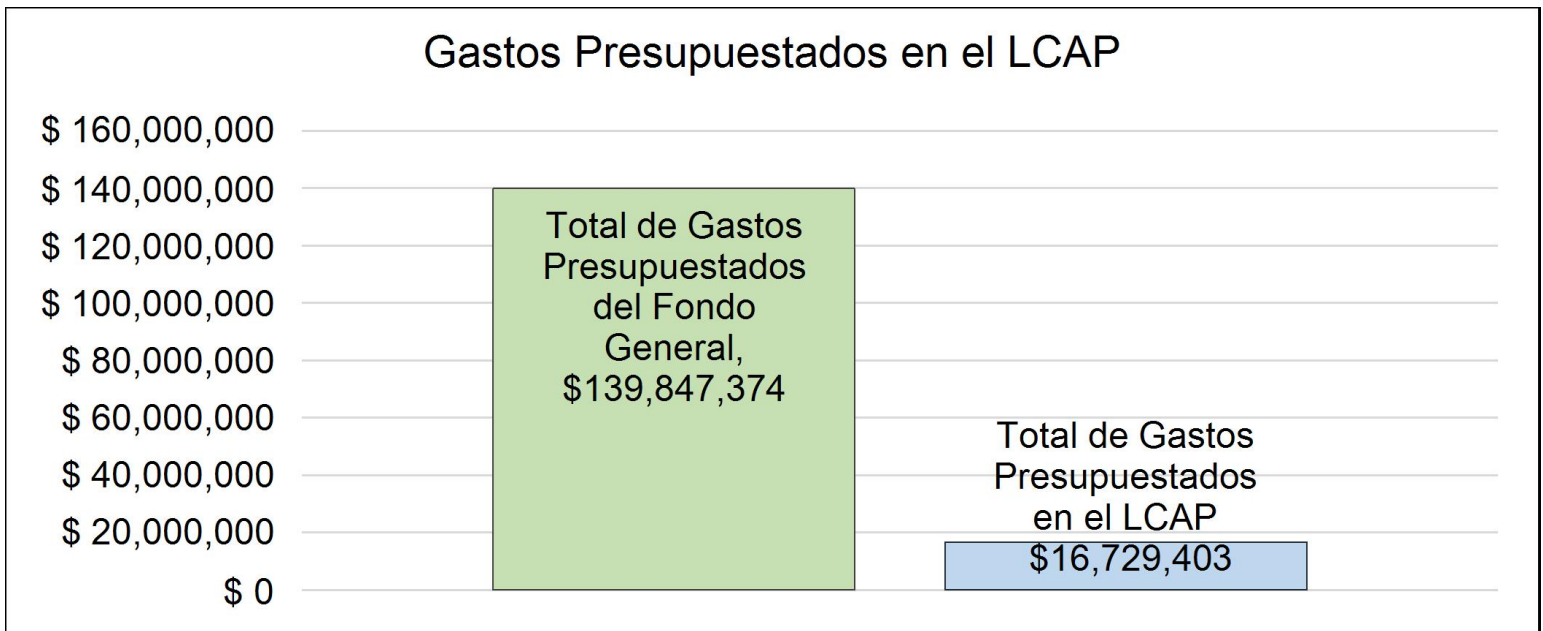 Gastos Presupuestados en el LCAP
$ 160,000,000
$ 140,000,000
$ 120,000,000
$ 100,000,000
$ 80,000,000
$ 60,000,000
$ 40,000,000
$ 20,000,000
$ 0
Total de Gastos
Presupuestados
del Fondo
General,
$139,847,374
Total de Gastos
Presupuestados
en el LCAP
$16,729,403